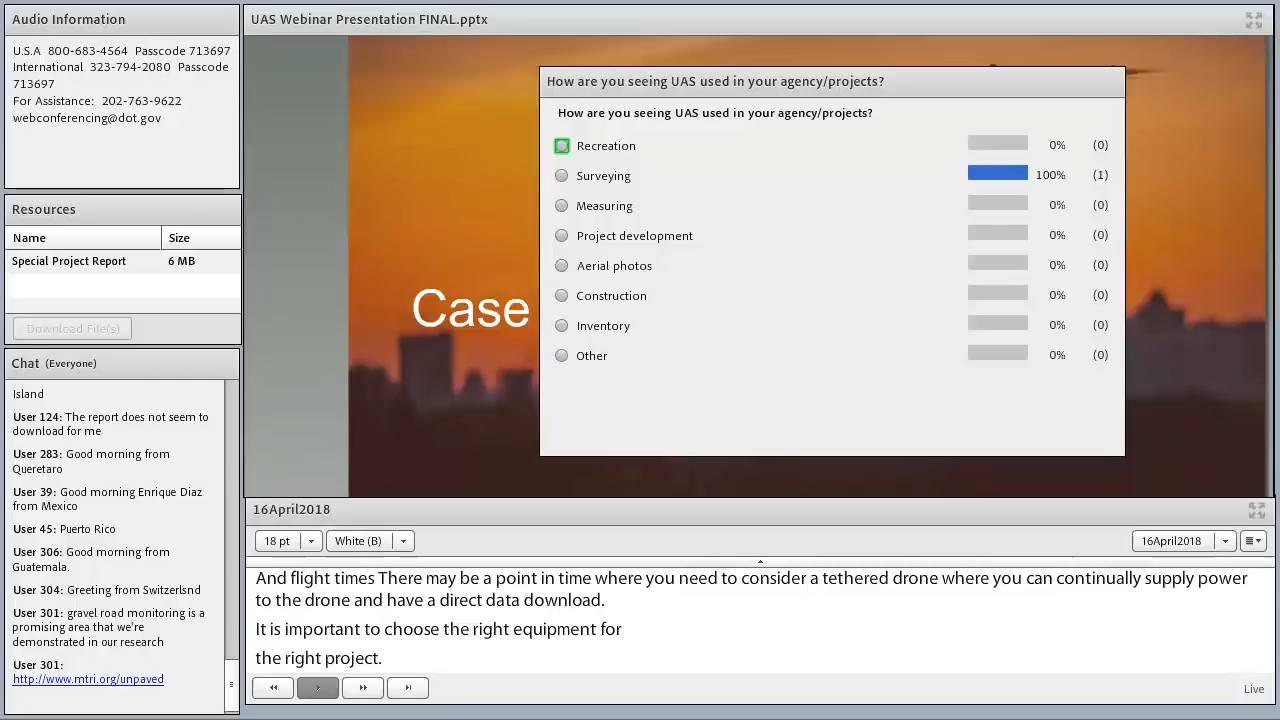 Audio Information
U.S.A 800-683-4564 Passcode 713697
International 323-794-2080 Passcode
713697
For Assistance: 202-763-9622
webconferencing@dot.gov
Resources
Name Size
Special Project Report 6 MB
Download File(s)
Chat (Everyone)
Island
User 124: The report does not seem to
download for me
User 283: Good morning from
Queretaro
User 39: Good morning Enrique Diaz
from Mexico
User 45: Puerto Rico
User 306: Good morning from
Guatemala.
User 304: Greeting from Switzerlsnd
User 301: gravel road monitoring is a
promising area that we're
demonstrated in our research
User 301:
http://www.mtri.org/unpaved
UAS Webinar Presentation FINAL.pptx
Case
How are you seeing UAS used in your agency/projects?
How are you seeing UAS used in your agency/projects?
Recreation 0% (0)
Surveying 100% (1)
Measuring 0% (0)
Project development 0% (0)
Aerial photos 0% (0)
Construction 0% (0)
Inventory 0% (0)
Other 0% (0)
16April2018
18 pt White (B) 16April2018
And flight times There may be a point in time where you need to consider a tethered drone where you can continually supply power
to the drone and have a direct data download.
It is important to choose the right equipment for
the right project.
Live